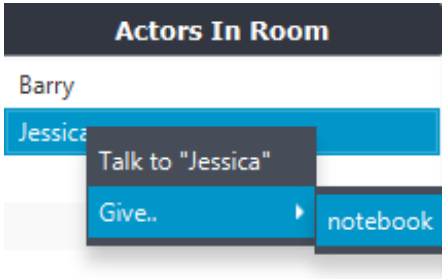 Actors In Room
Barry
Jessica
Talk to "Jessica"
Give..
notebook